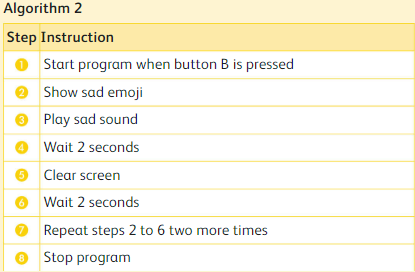 Algorithm 2
Step Instruction
1 Start program when button B is pressed
2 Show sad emoji
3 Play sad sound
4 Wait 2 seconds
5 Clear screen
6 Wait 2 seconds
7 Repeat steps 2 to 6 two more times
8 Stop program